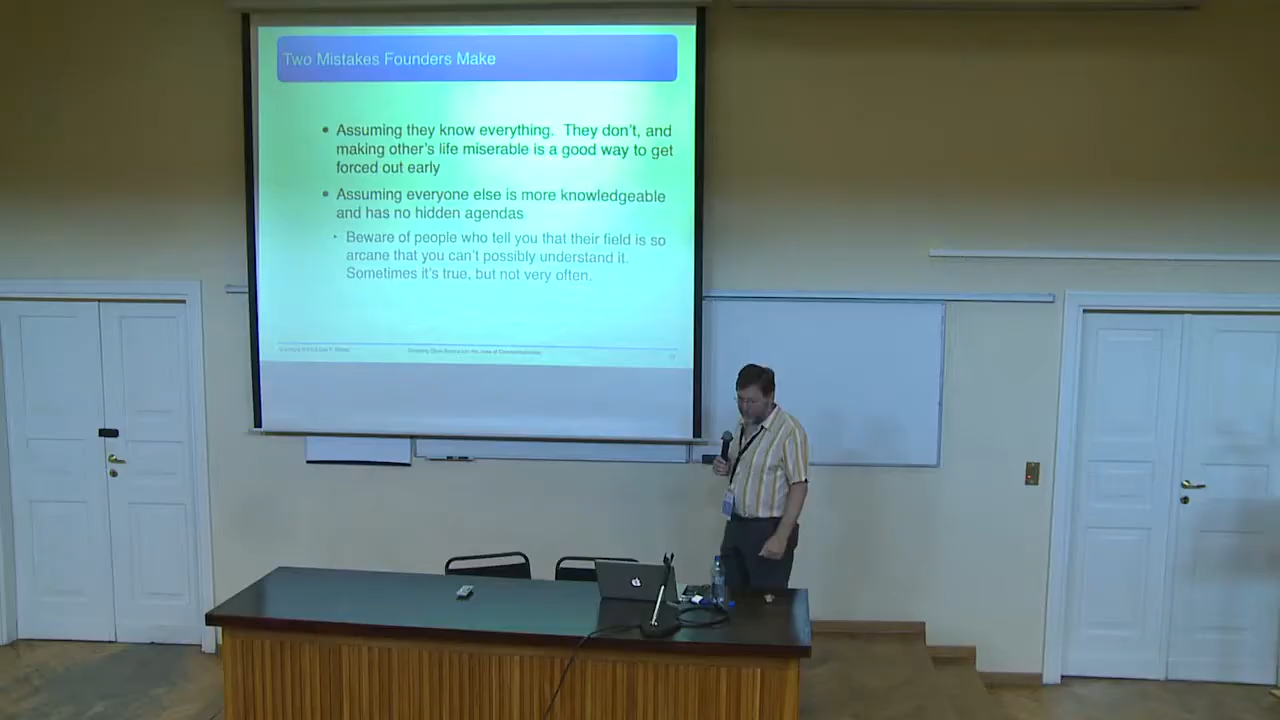 Two Mistakes Founders Make
• Assuming they know everything. They don't, and
making other's life miserable is a good way to get
forced out early
• Assuming everyone else is more knowledgeable
and has no hidden agendas
• Beware of people who tell you that their field is so
arcane that you can't possibly understand it.
Sometimes it's true, but not very often.